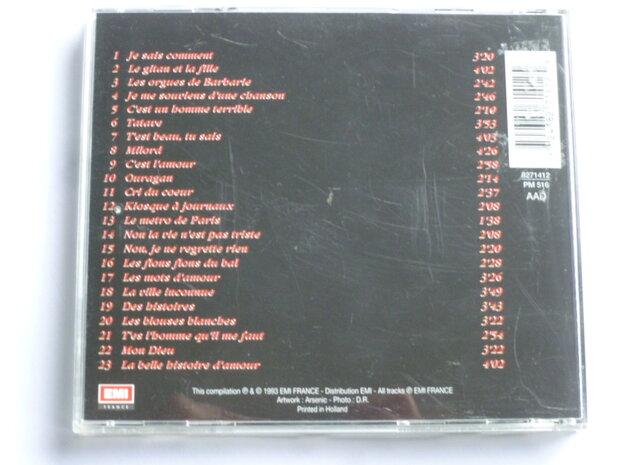 1 Je sais comment 3'20
2 Le gitan et la fille 4'02
3 Les orgues de Barbarie 2'42
4 Je me souviens d'une chanson 2'46
5 C'est un homme terrible 2'10
6 Tatave 3'53
7 T'est beau, tu sais 4'03
8 Milord 4'26
9 C'est l'amour 2'58
10 Ouragan 2'14
11 Cri du coeur 2'37
12 Kiosque à journaux 2'08
13 Le metro de Paris 1'38
14 Non la vie n'est pas triste 2'08
15 Non, je ne regrette rien 2'20
16 Les flons flons du bal 2'28
17 Les mots d'amour 3'26
18 La ville inconnue 3'49
19 Des histoires 3'43
20 Les blouses blanches 3'22
21 T'es l'homme qu'il me faut 2'54
22 Mon Dieu 3'22
23 La belle histoire d'amour 4'02
8271412
PM 516
AAD
EMI
FRANCE
This compilation ℗ & © 1993 EMI FRANCE - Distribution EMI - All tracks ℗ EMI FRANCE
Artwork : Arsenic - Photo : D.R.
Printed in Holland